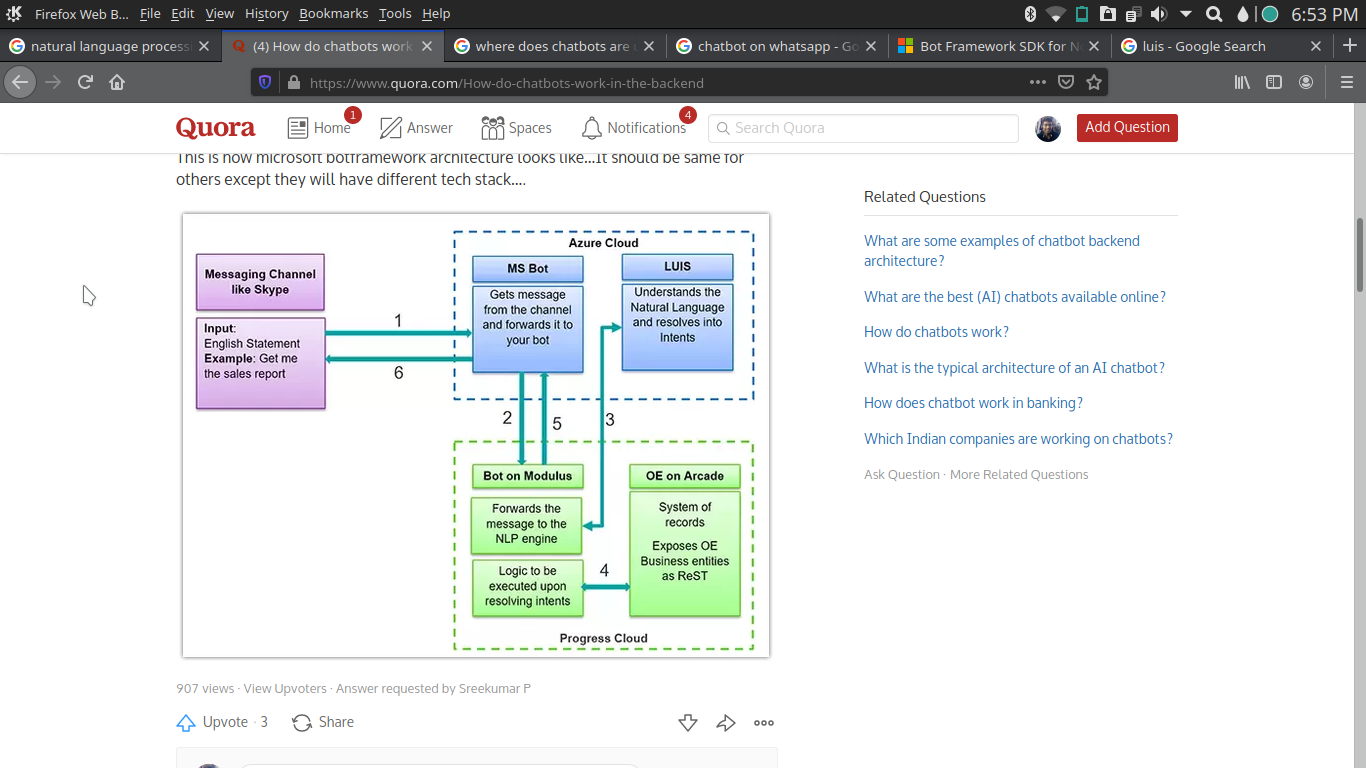 Firefox Web B... File Edit View History Bookmarks Tools Help 6:53 PM
natural language process (4) How do chatbots work where does chatbots are chatbot on whatsapp - Go Bot Framework SDK for N luis - Google Search
https://www.quora.com/How-do-chatbots-work-in-the-backend
Quora Home 1 Answer Spaces Notifications 4 Search Quora Add Question
This is how microsoft botframework architecture looks like...It should be same for
others except they will have different tech stack....
Azure Cloud
Messaging Channel
like Skype
MS Bot
LUIS
Gets message
from the channel
and forwards it to
your bot
Understands the
Natural Language
and resolves into
Intents
Input:
English Statement
Example: Get me
the sales report
1
6
2
5
3
Bot on Modulus
OE on Arcade
Forwards the
message to the
NLP engine
System of
records
Exposes OE
Business entities
as ReST
Logic to be
executed upon
resolving intents
4
Progress Cloud
907 views · View Upvoters · Answer requested by Sreekumar P
Upvote · 3 Share
Related Questions
What are some examples of chatbot backend
architecture?
What are the best (AI) chatbots available online?
How do chatbots work?
What is the typical architecture of an AI chatbot?
How does chatbot work in banking?
Which Indian companies are working on chatbots?
Ask Question · More Related Questions